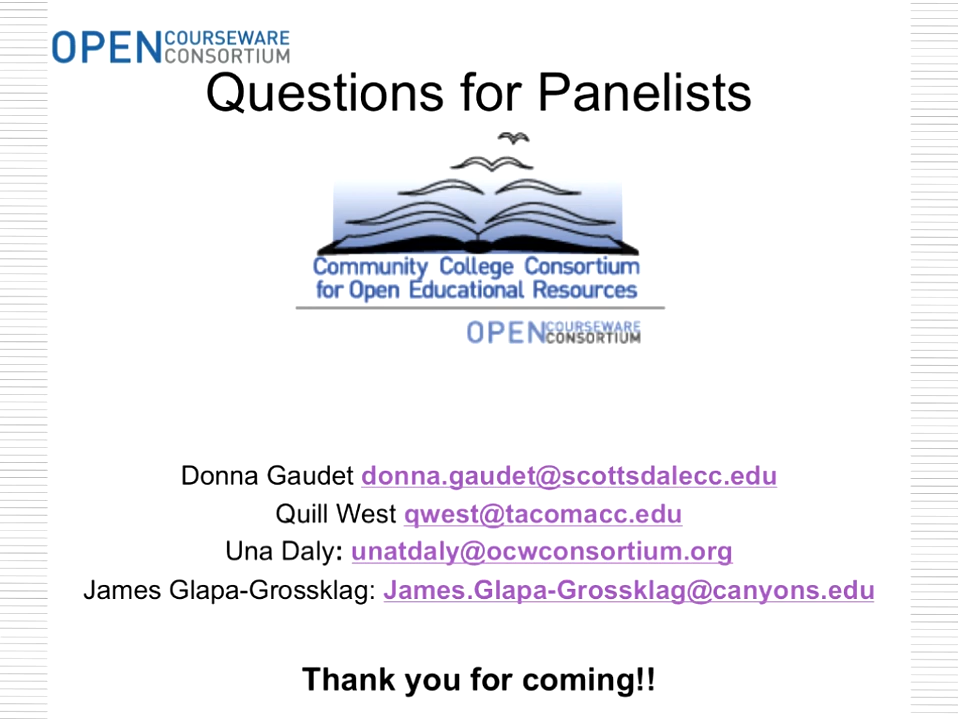 OPEN COURSEWARE CONSORTIUM
Questions for Panelists
Community College Consortium
for Open Educational Resources
OPEN COURSEWARE CONSORTIUM
Donna Gaudet donna.gaudet@scottsdalecc.edu
Quill West qwest@tacomacc.edu
Una Daly: unatdaly@ocwconsortium.org
James Glapa-Grossklag: James.Glapa-Grossklag@canyons.edu
Thank you for coming!!